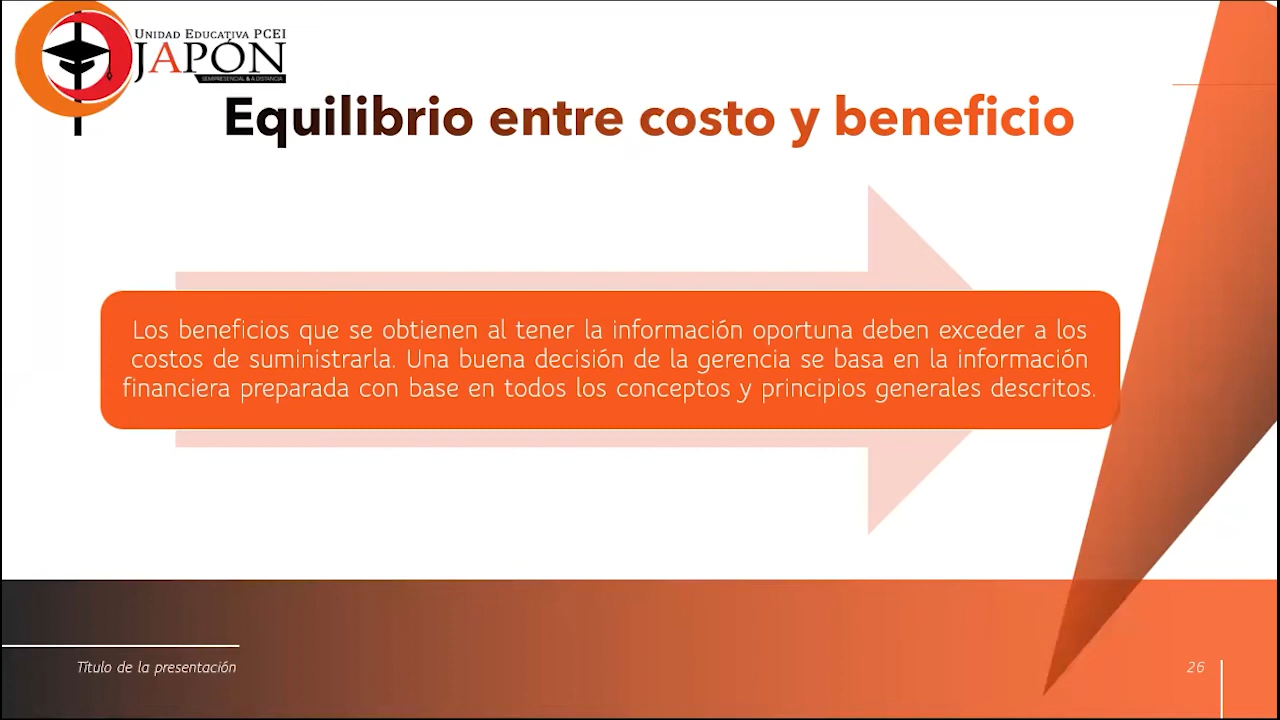 UNIDAD EDUCATIVA PCEI
JAPÓN
SEMIPRESENCIAL & A DISTANCIA
Equilibrio entre costo y beneficio
Los beneficios que se obtienen al tener la información oportuna deben exceder a los
costos de suministrarla. Una buena decisión de la gerencia se basa en la información
financiera preparada con base en todos los conceptos y principios generales descritos.
Título de la presentación
26